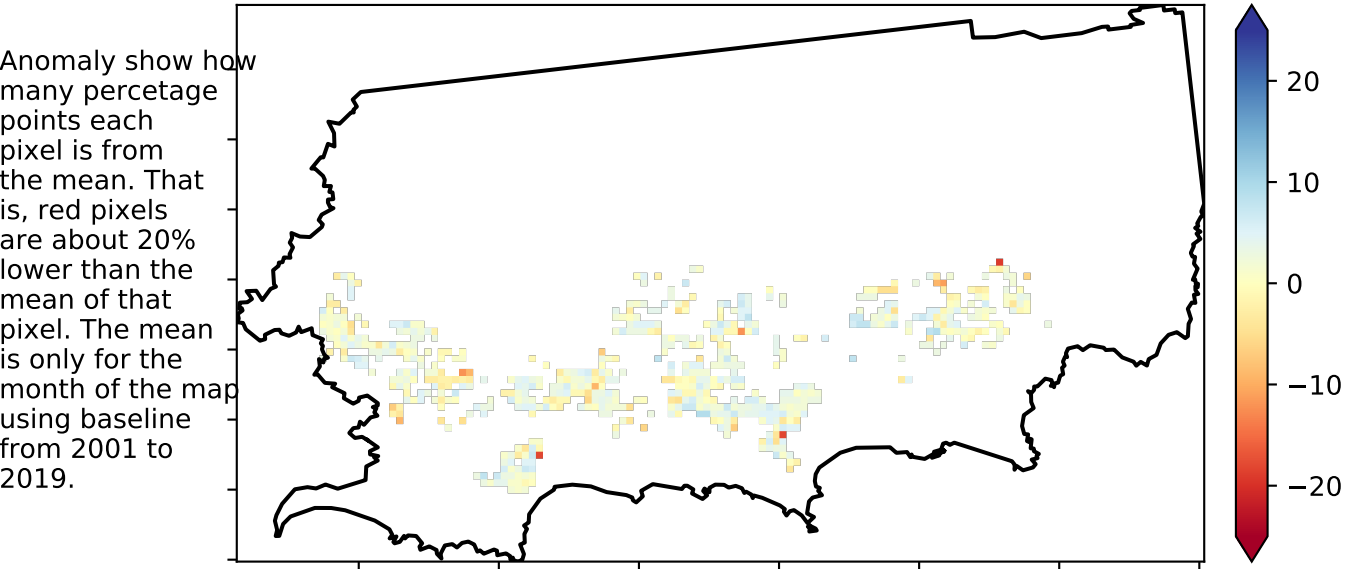 Anomaly show how
many percetage
points each
pixel is from
the mean. That
is, red pixels
are about 20%
lower than the
mean of that
pixel. The mean
is only for the
month of the map
using baseline
from 2001 to
2019.
20
10
0
−10
−20